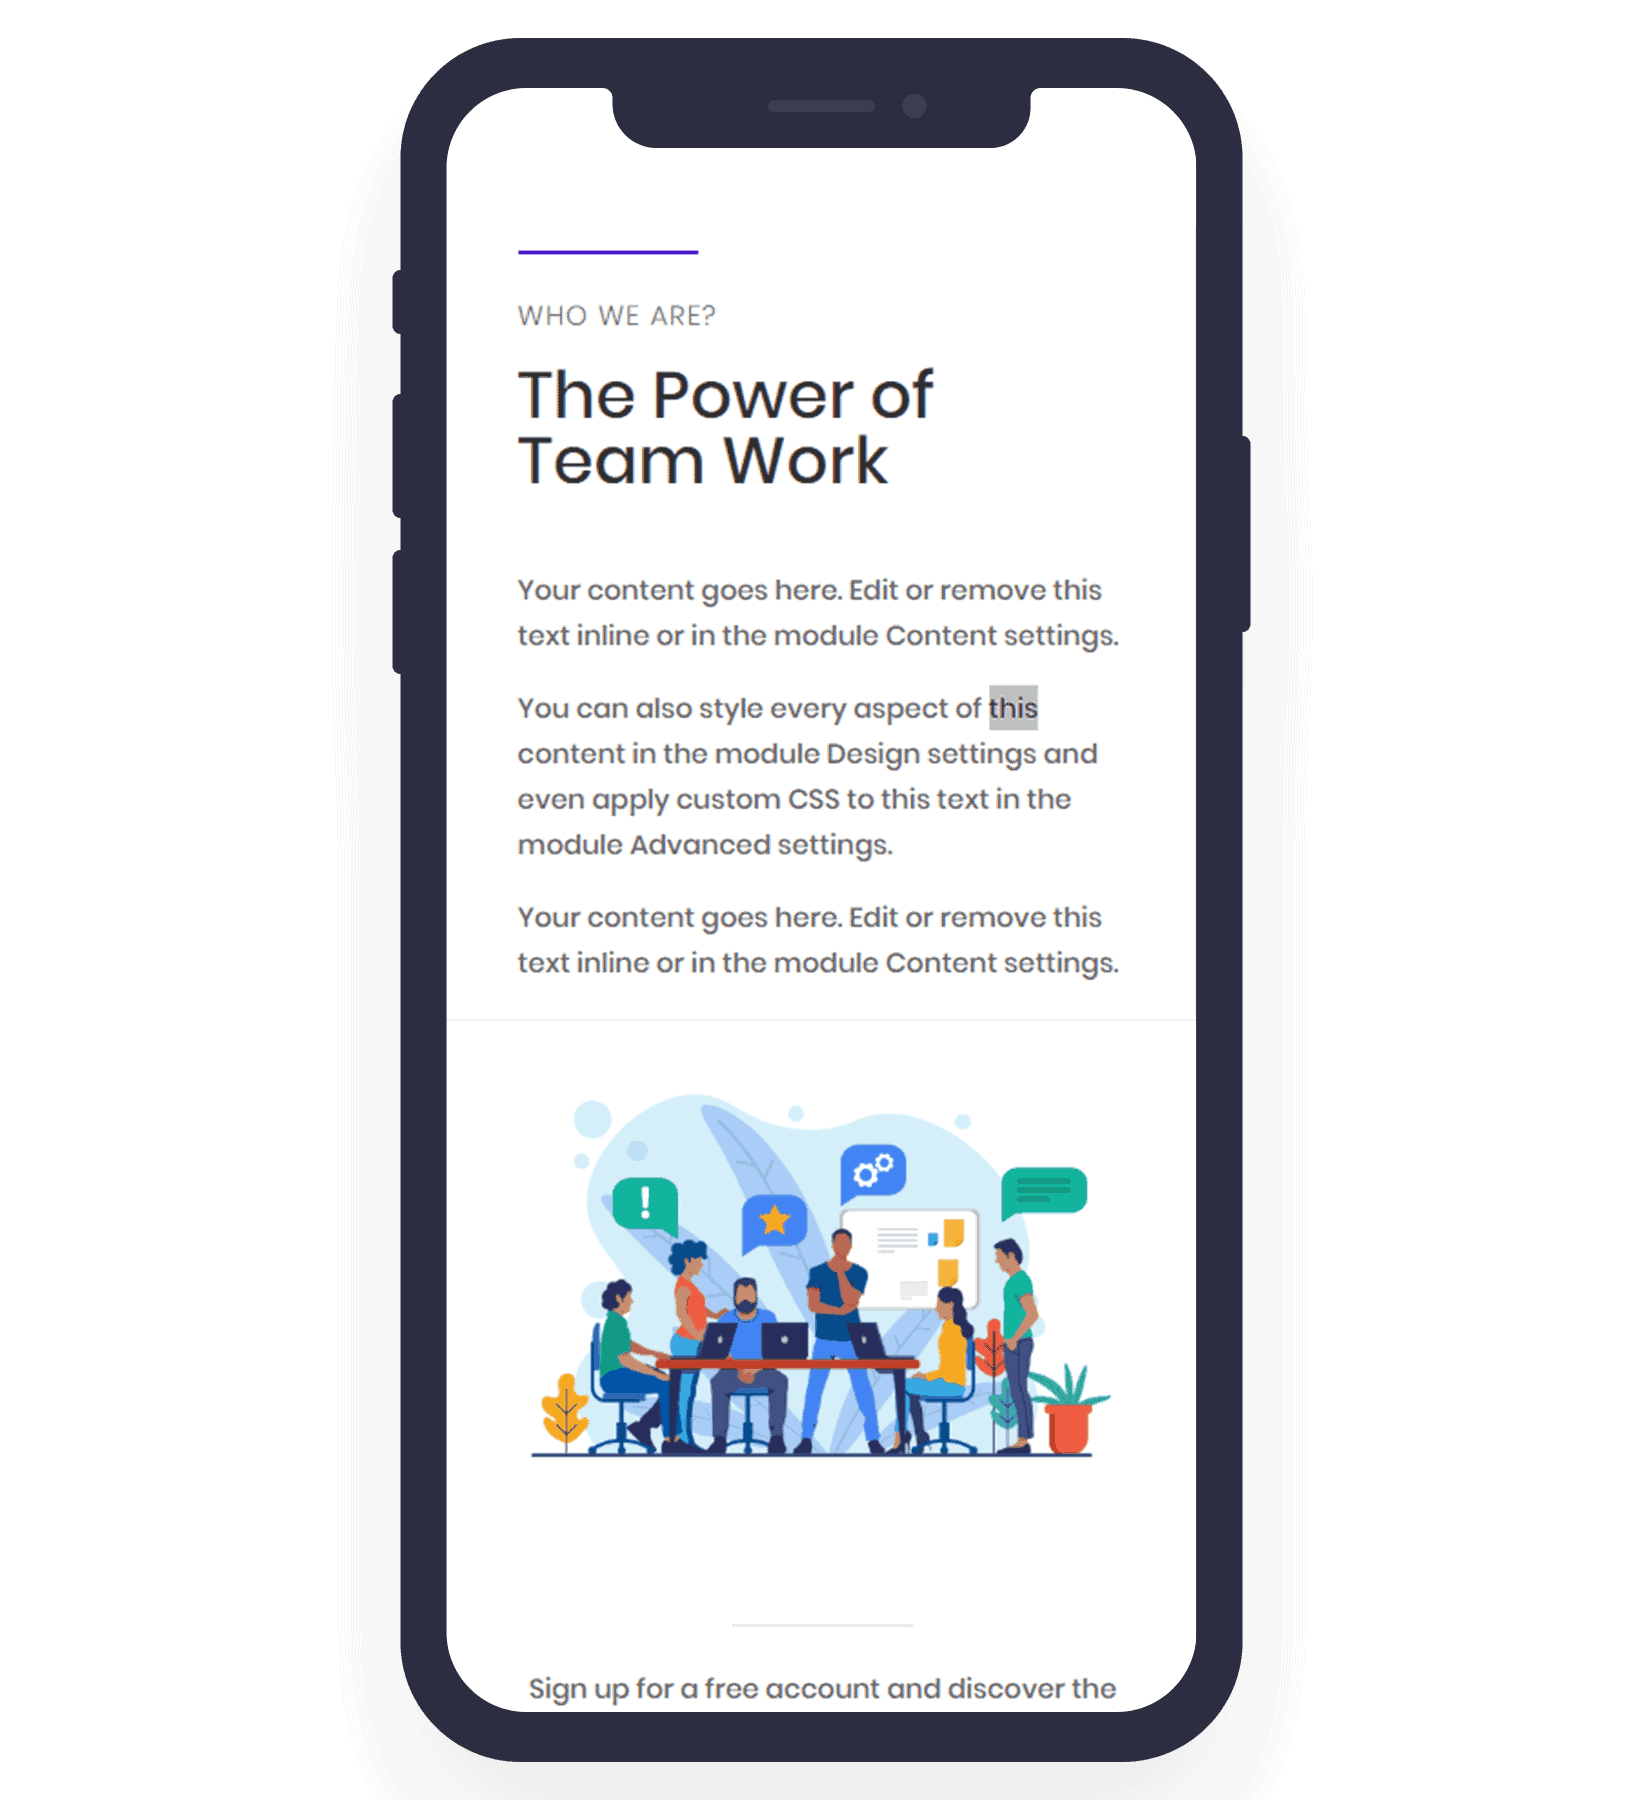 WHO WE ARE?
The Power of
Team Work
Your content goes here. Edit or remove this
text inline or in the module Content settings.
You can also style every aspect of this
content in the module Design settings and
even apply custom CSS to this text in the
module Advanced settings.
Your content goes here. Edit or remove this
text inline or in the module Content settings.
!
Sign up for a free account and discover the